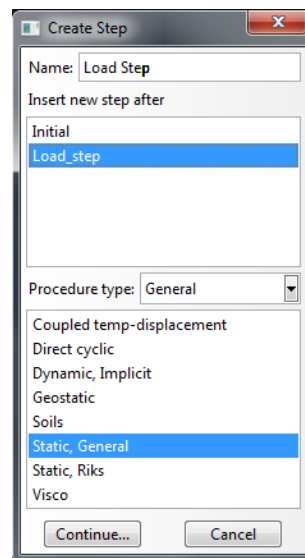 Create Step
Name: Load Step
Insert new step after
Initial
Load_step
Procedure type: General
Coupled temp-displacement
Direct cyclic
Dynamic, Implicit
Geostatic
Soils
Static, General
Static, Riks
Visco
Continue... Cancel